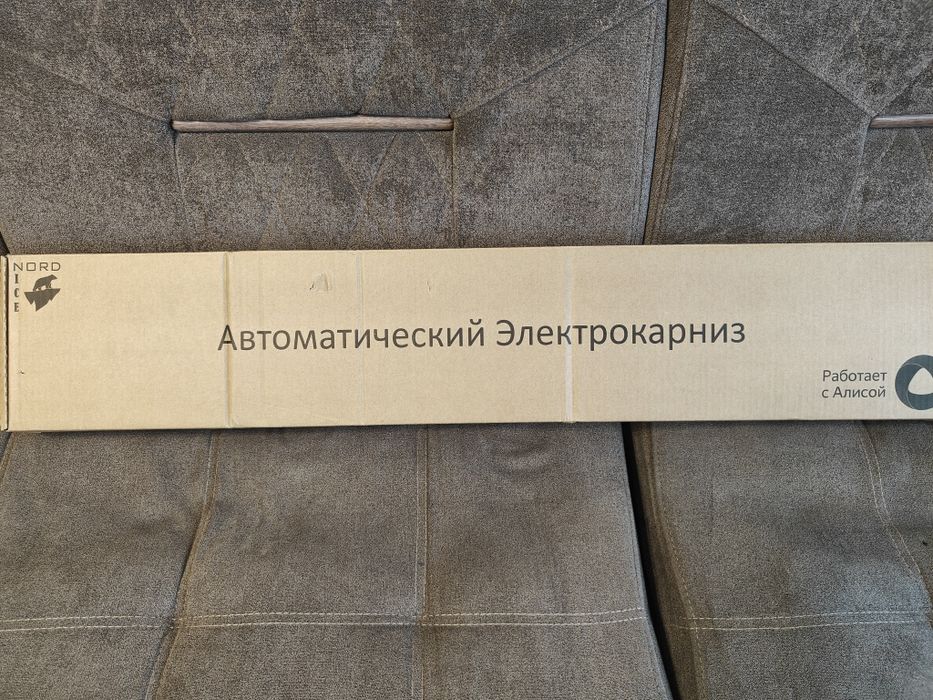 NORD
ICE
Автоматический Электрокарниз
Работает
с Алисой